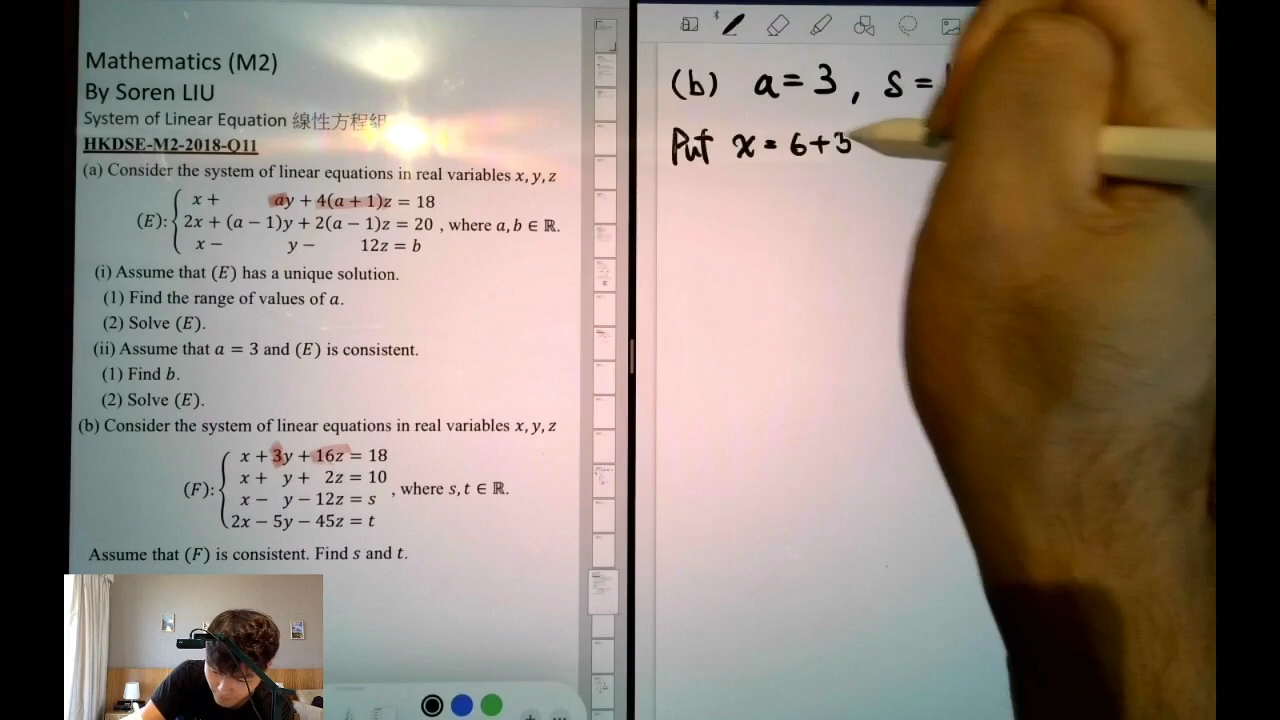 Mathematics (M2)
By Soren LIU
System of Linear Equation 線性方程組
HKDSE-M2-2018-Q11
(a) Consider the system of linear equations in real variables x, y, z
(E): { x + ay + 4(a + 1)z = 18
2x + (a − 1)y + 2(a − 1)z = 20 , where a, b ∈ ℝ.
x − y − 12z = b
(i) Assume that (E) has a unique solution.
(1) Find the range of values of a.
(2) Solve (E).
(ii) Assume that a = 3 and (E) is consistent.
(1) Find b.
(2) Solve (E).
(b) Consider the system of linear equations in real variables x, y, z
(F): { x + 3y + 16z = 18
x + y + 2z = 10
x − y − 12z = s , where s, t ∈ ℝ.
2x − 5y − 45z = t
Assume that (F) is consistent. Find s and t.
(b) a = 3 , s =
Put x = 6+3